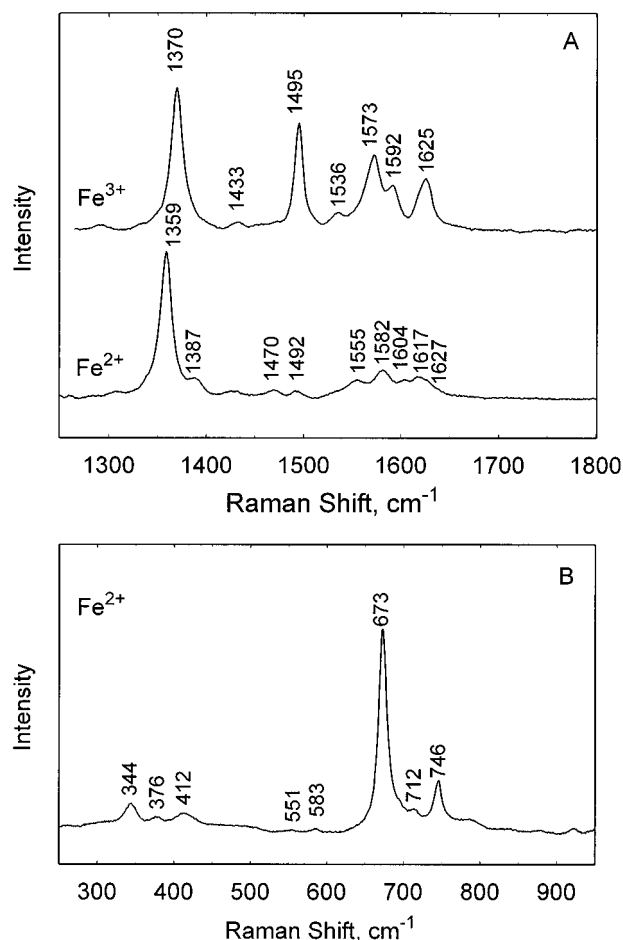 A
1370
1495
1573
1592
1625
1433
1536
Fe3+
1359
Fe2+
1387
1470
1492
1555
1582
1604
1617
1627
Intensity
1300 1400 1500 1600 1700 1800
Raman Shift, cm-1
B
Fe2+
673
344
376
412
551
583
712
746
Intensity
300 400 500 600 700 800 900
Raman Shift, cm-1